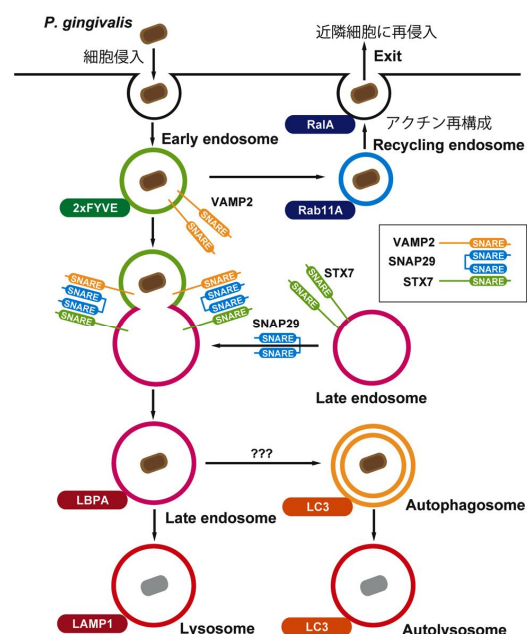 P. gingivalis
近隣細胞に再侵入
細胞侵入
Exit
RalA
アクチン再構成
Early endosome
Recycling endosome
VAMP2
2xFYVE
Rab11A
SNARE
SNARE
VAMP2
SNARE
SNAP29
SNARE
SNARE
STX7
SNARE
STX7
SNARE
SNARE
SNARE
SNARE
SNARE
SNARE
SNARE
SNARE
SNARE
SNARE
SNAP29
SNARE
SNARE
Late endosome
???
LBPA
Late endosome
LC3
Autophagosome
LAMP1
Lysosome
LC3
Autolysosome